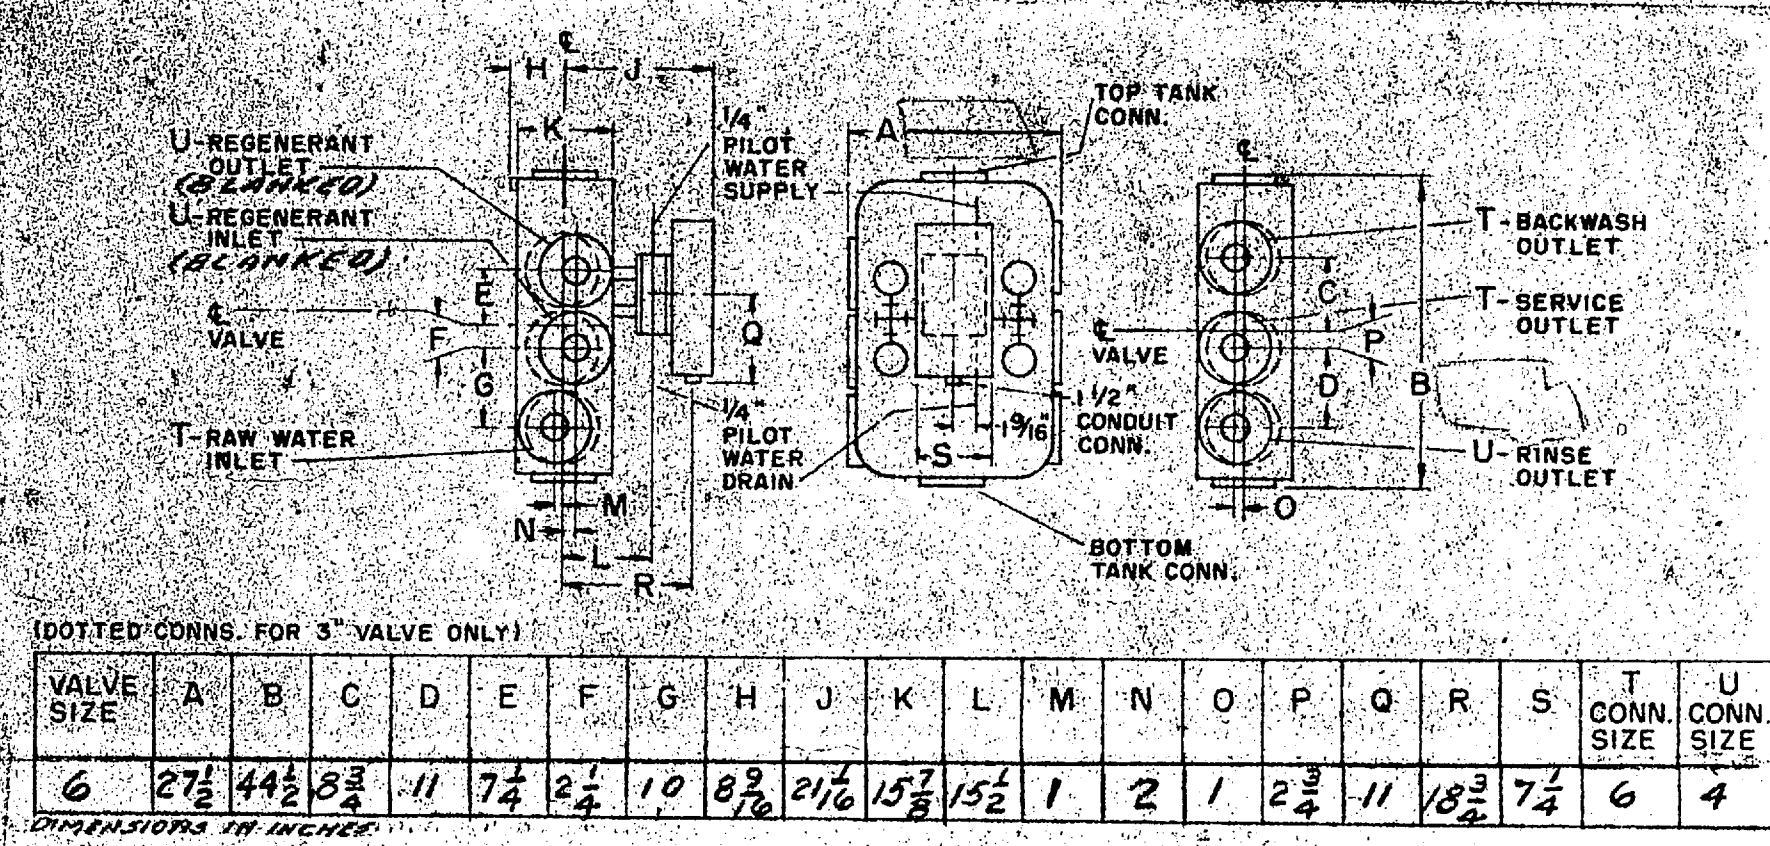 ℄
H J
K
U-REGENERANT
OUTLET
(BLANKED)
U-REGENERANT
INLET
(BLANKED)
℄
VALVE
E
F
G
T-RAW WATER
INLET
M
N
L
R
1/4"
PILOT
WATER
SUPPLY
Q
1/4"
PILOT
WATER
DRAIN
A
TOP TANK
CONN.
S
1 9/16"
1 1/2"
CONDUIT
CONN.
BOTTOM
TANK CONN.
℄
℄
VALVE
C
P
D
B
O
T-BACKWASH
OUTLET
T-SERVICE
OUTLET
U-RINSE
OUTLET
(DOTTED CONNS. FOR 3" VALVE ONLY)
VALVE SIZE A B C D E F G H J K L M N O P Q R S T CONN. SIZE U CONN. SIZE
6 27 1/2 44 1/2 8 3/4 11 7 1/4 2 1/4 10 8 9/16 21 1/16 15 7/8 15 1/2 1 2 1 2 3/4 11 18 3/4 7 1/4 6 4
DIMENSIONS IN INCHES